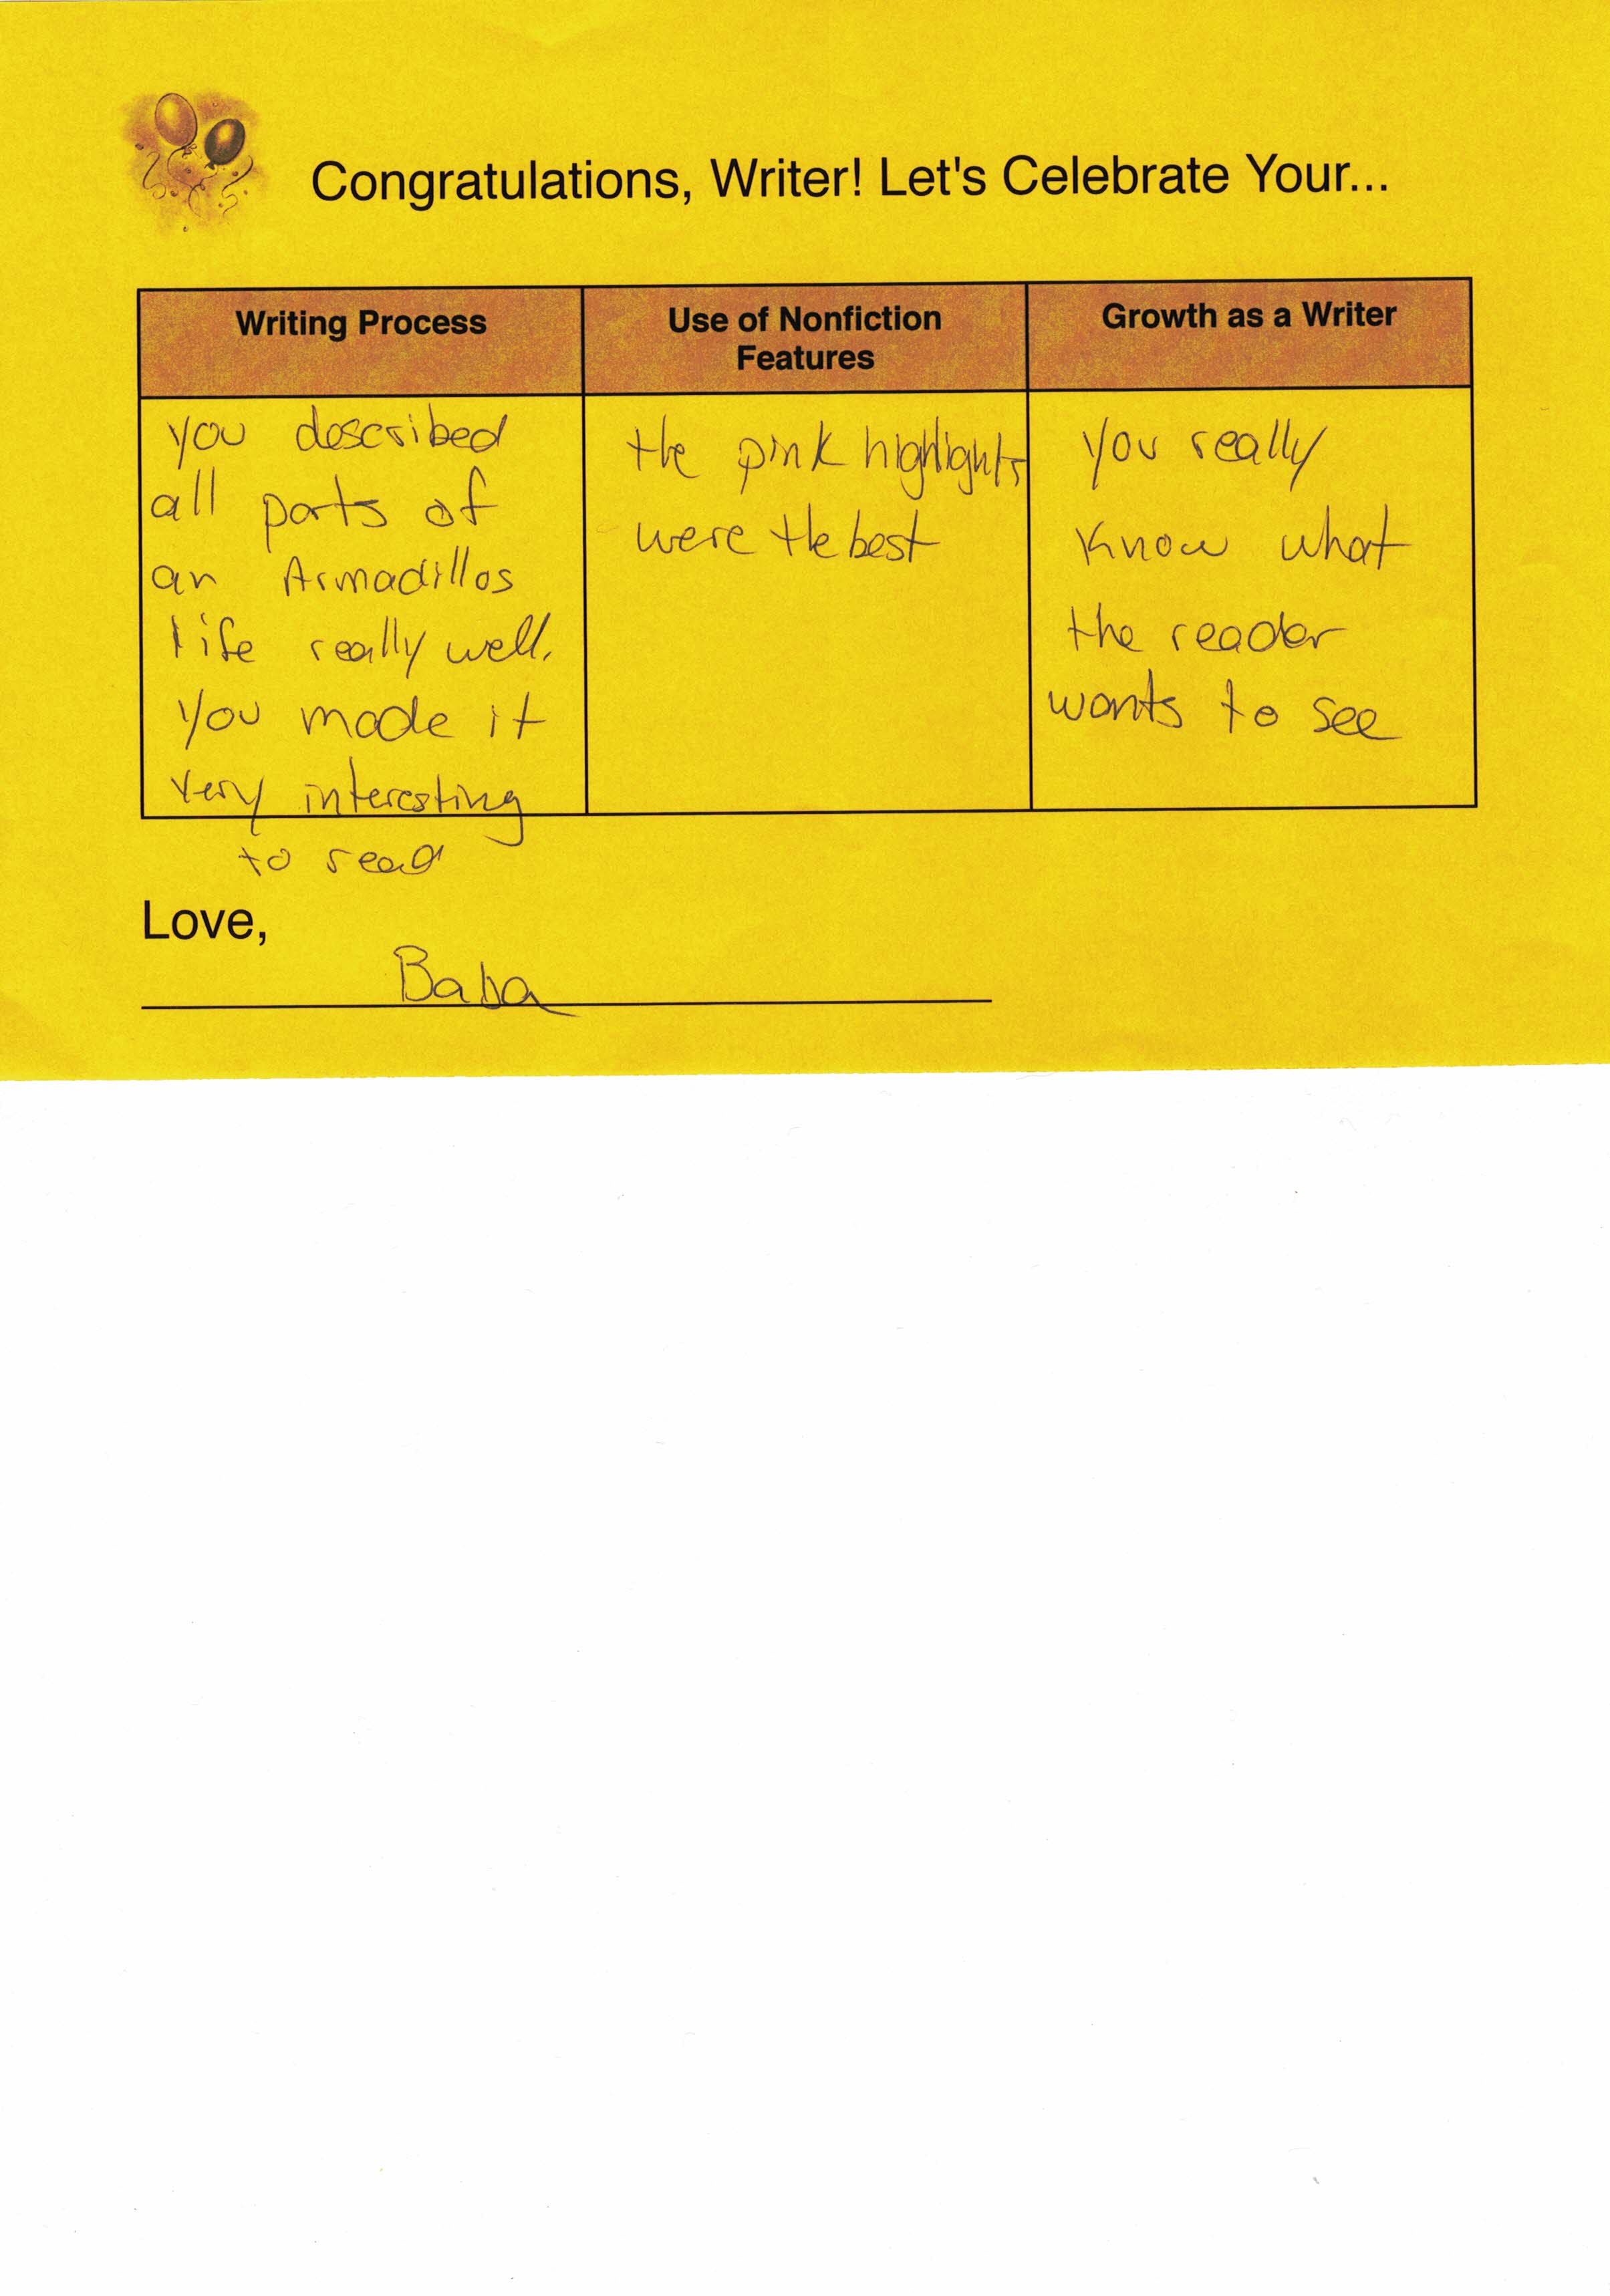 Congratulations, Writer! Let's Celebrate Your...
Writing Process
Use of Nonfiction
Features
Growth as a Writer
you described
all parts of
an Armadillos
life really well.
You made it
very interesting
to read
the pink highlights
were the best
you really
know what
the reader
wants to see
Love,
Baba